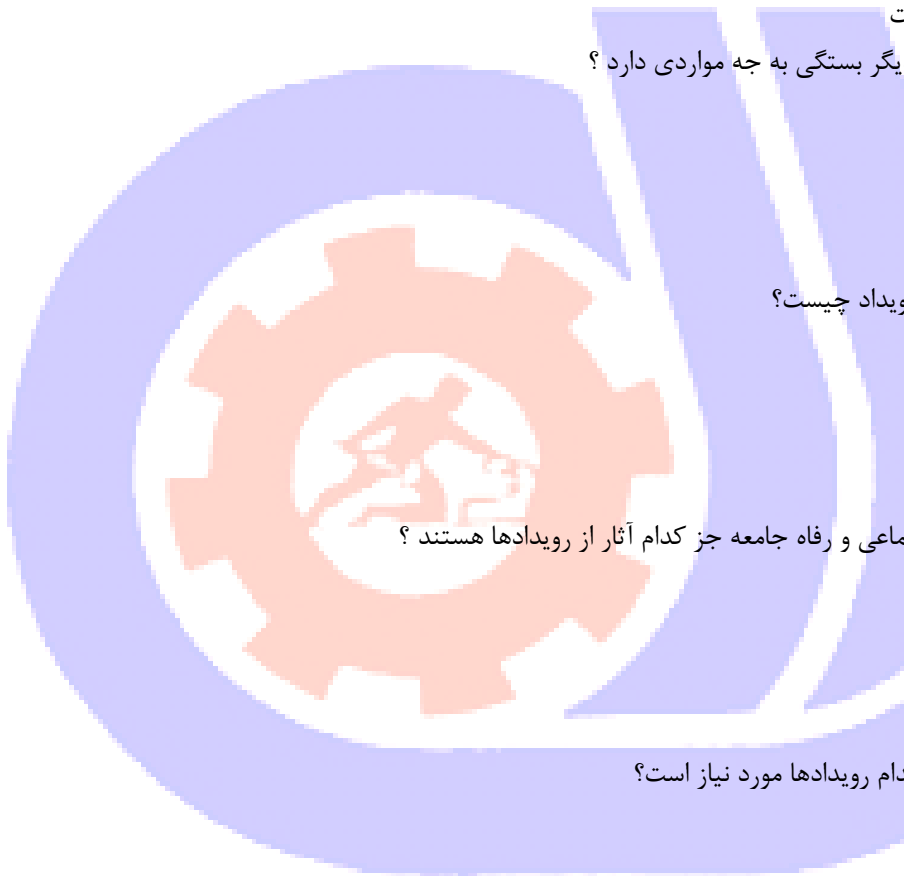 ت
یگر بستگی به جه مواردی دارد ؟
ویداد چیست؟
ماعی و رفاه جامعه جز کدام آثار از رویدادها هستند ؟
دام رویدادها مورد نیاز است؟